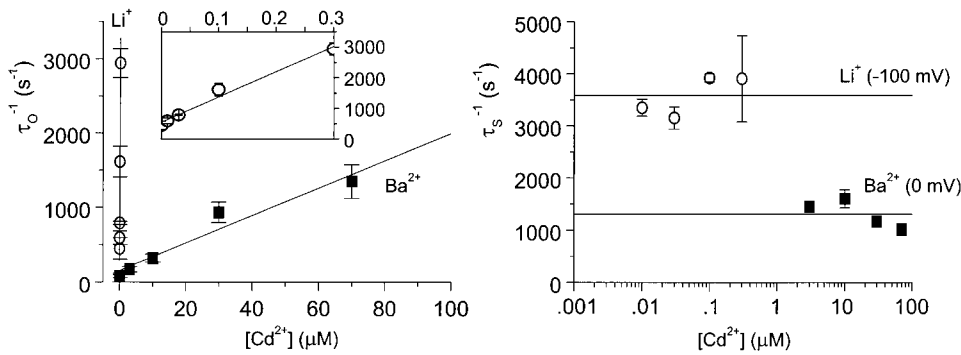 0 0.1 0.3
Li⁺
3000
2000
1000
0
3000
2000
1000
0
τO⁻¹ (s⁻¹)
Ba²⁺
0 20 40 60 80 100
[Cd²⁺] (μM)
5000
4000
3000
2000
1000
0
τS⁻¹ (s⁻¹)
Li⁺ (-100 mV)
Ba²⁺ (0 mV)
.001 .01 0.1 1 10 100
[Cd²⁺] (μM)